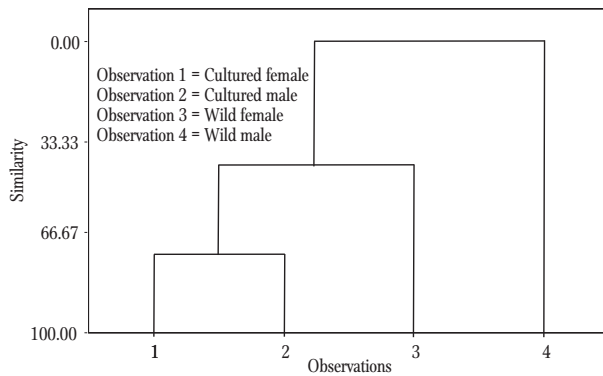 0.00
Observation 1 = Cultured female
Observation 2 = Cultured male
Observation 3 = Wild female
Observation 4 = Wild male
33.33
66.67
100.00
Similarity
1 2 3 4
Observations